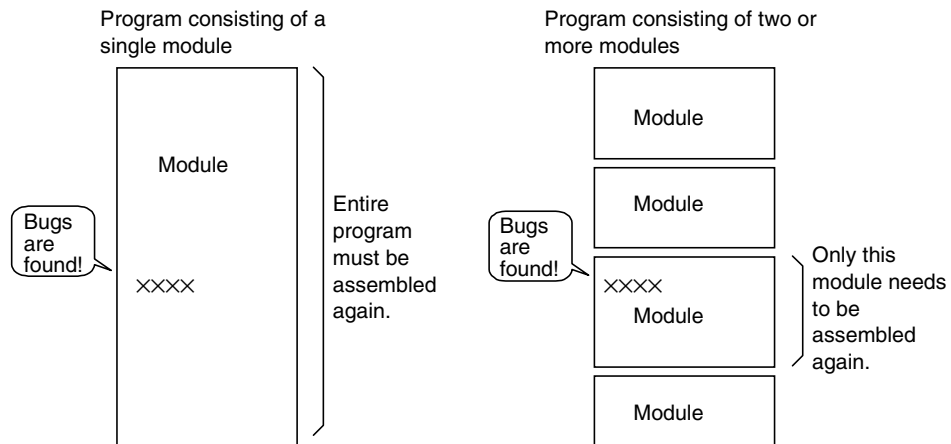 Program consisting of a
single module
Module
Bugs
are
found!
××××
Entire
program
must be
assembled
again.
Program consisting of two or
more modules
Module
Module
Bugs
are
found!
××××
Module
Only this
module needs
to be
assembled
again.
Module